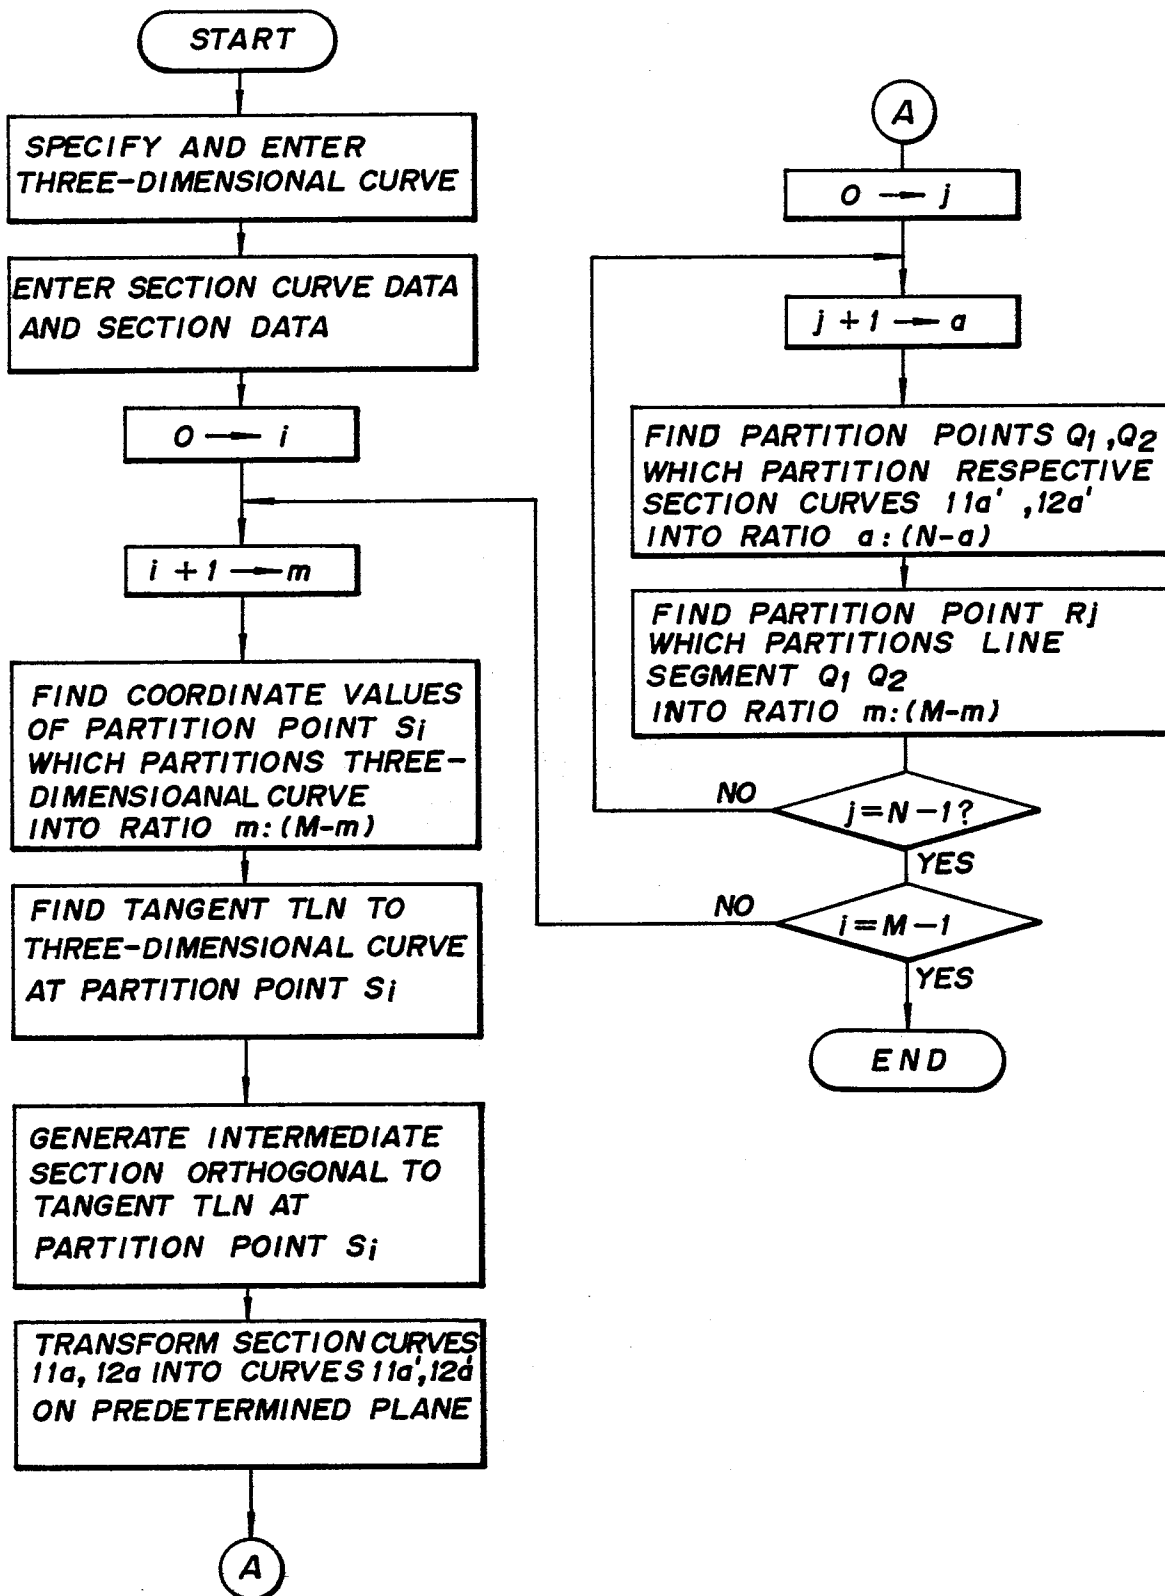 START
SPECIFY AND ENTER
THREE-DIMENSIONAL CURVE
ENTER SECTION CURVE DATA
AND SECTION DATA
0 → i
i + 1 → m
FIND COORDINATE VALUES
OF PARTITION POINT Si
WHICH PARTITIONS THREE-
DIMENSIOANAL CURVE
INTO RATIO m:(M-m)
FIND TANGENT TLN TO
THREE-DIMENSIONAL CURVE
AT PARTITION POINT Si
GENERATE INTERMEDIATE
SECTION ORTHOGONAL TO
TANGENT TLN AT
PARTITION POINT Si
TRANSFORM SECTION CURVES
11a, 12a INTO CURVES 11a',12a'
ON PREDETERMINED PLANE
A
A
0 → j
j + 1 → a
FIND PARTITION POINTS Q1,Q2
WHICH PARTITION RESPECTIVE
SECTION CURVES 11a' ,12a'
INTO RATIO a:(N-a)
FIND PARTITION POINT Rj
WHICH PARTITIONS LINE
SEGMENT Q1 Q2
INTO RATIO m:(M-m)
NO
j=N-1?
YES
NO
i=M-1
YES
END